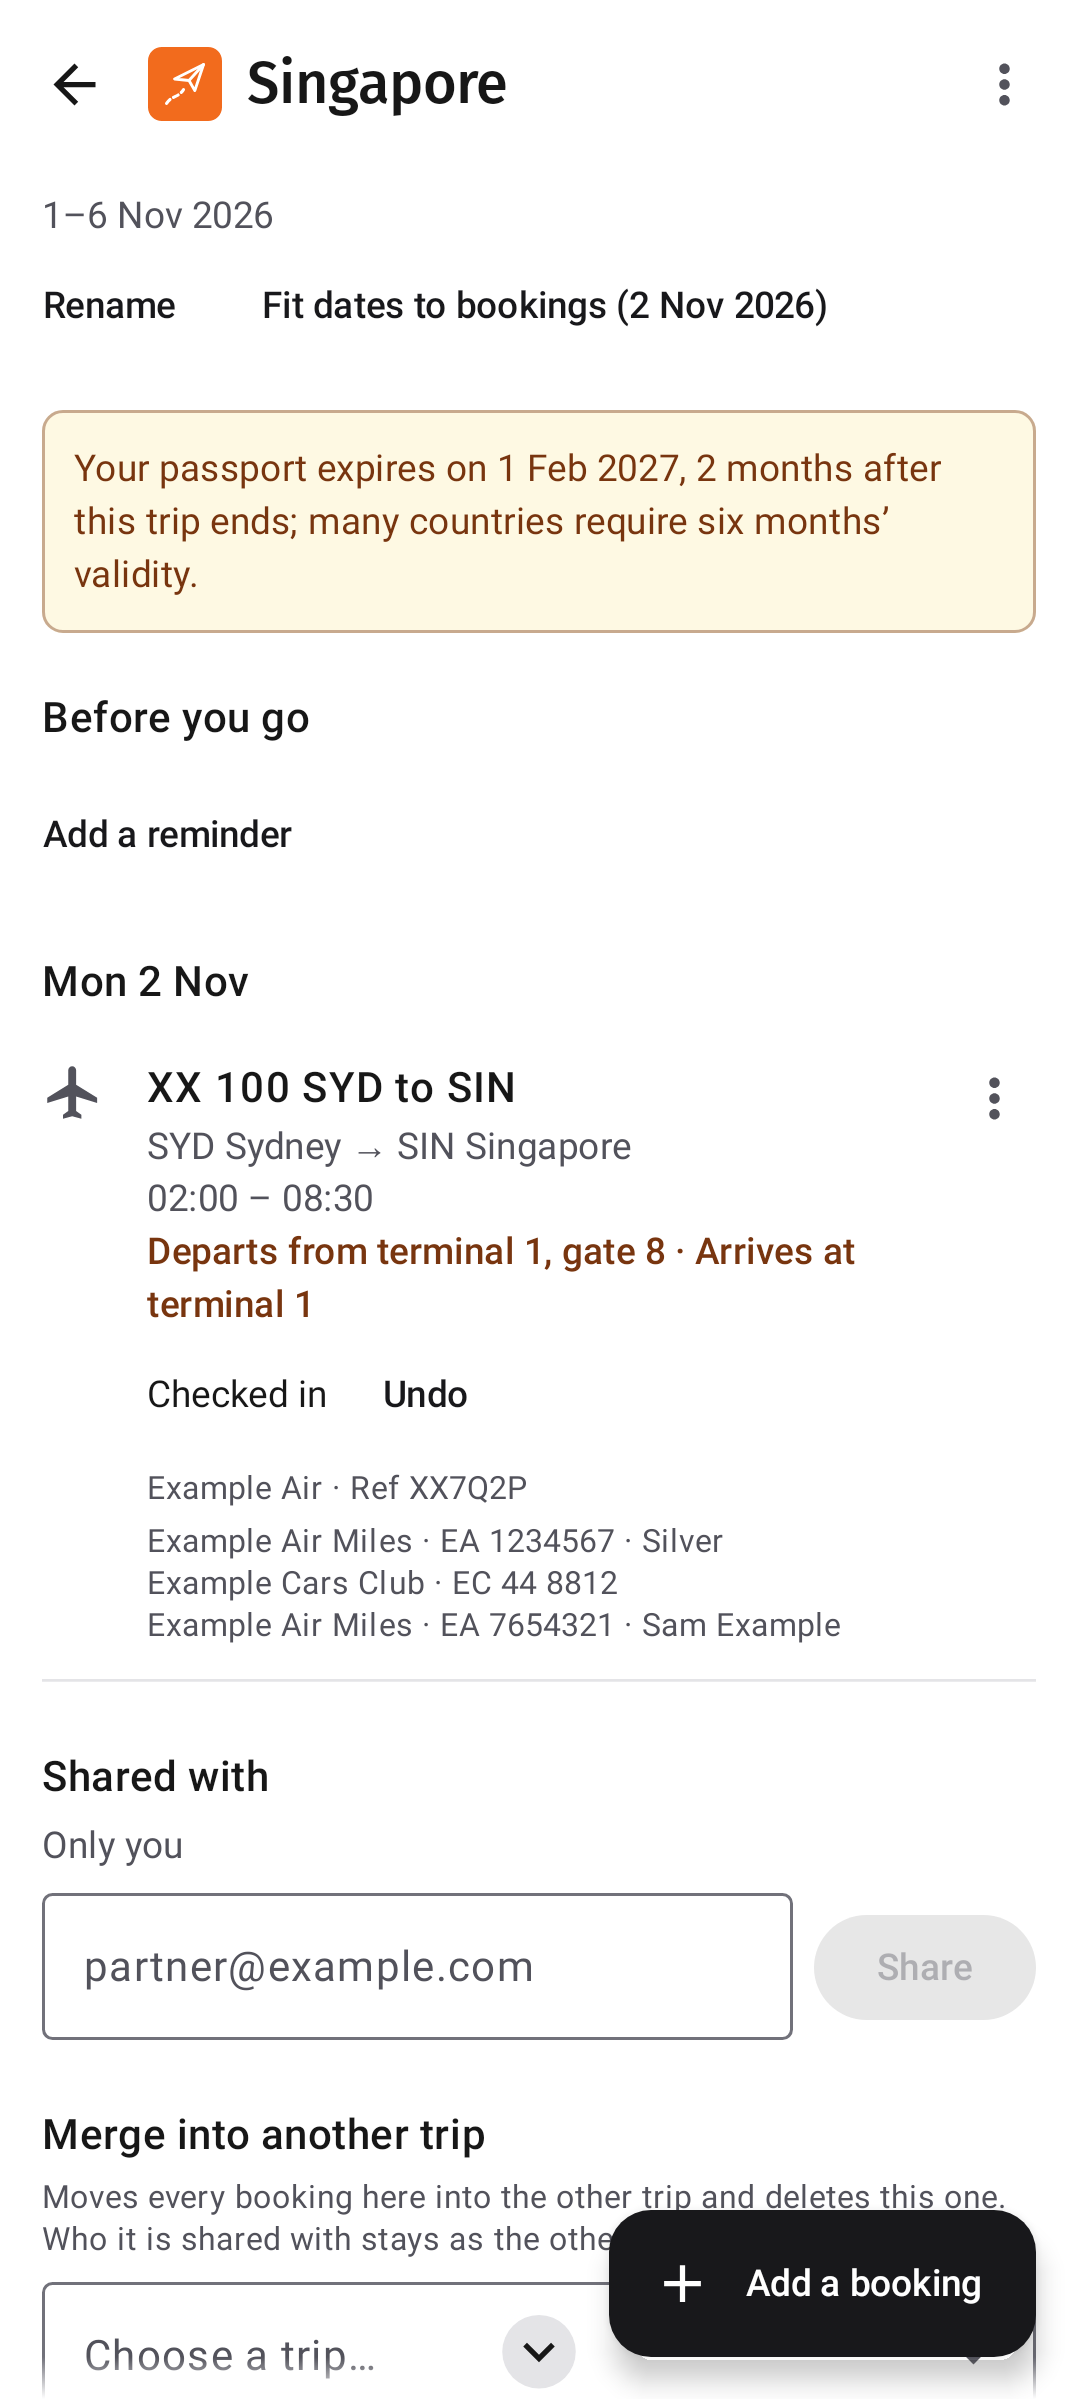 Singapore
1–6 Nov 2026
Rename
Fit dates to bookings (2 Nov 2026)
Your passport expires on 1 Feb 2027, 2 months after
this trip ends; many countries require six months’
validity.
Before you go
Add a reminder
Mon 2 Nov
XX 100 SYD to SIN
SYD Sydney → SIN Singapore
02:00 – 08:30
Departs from terminal 1, gate 8 · Arrives at
terminal 1
Checked in
Undo
Example Air · Ref XX7Q2P
Example Air Miles · EA 1234567 · Silver
Example Cars Club · EC 44 8812
Example Air Miles · EA 7654321 · Sam Example
Shared with
Only you
partner@example.com
Share
Merge into another trip
Moves every booking here into the other trip and deletes this one.
Who it is shared with stays as the
Add a booking
Choose a trip…